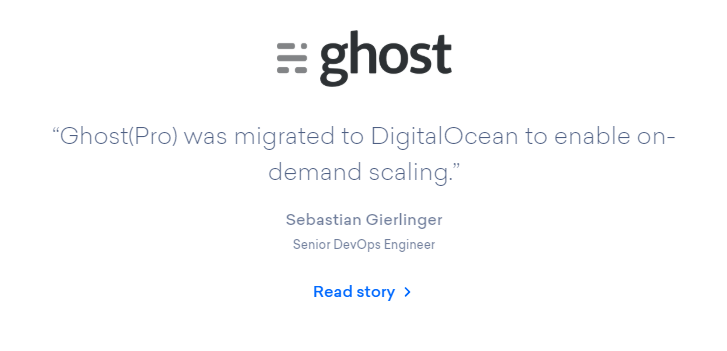 ghost
“Ghost(Pro) was migrated to DigitalOcean to enable on-
demand scaling.”
Sebastian Gierlinger
Senior DevOps Engineer
Read story